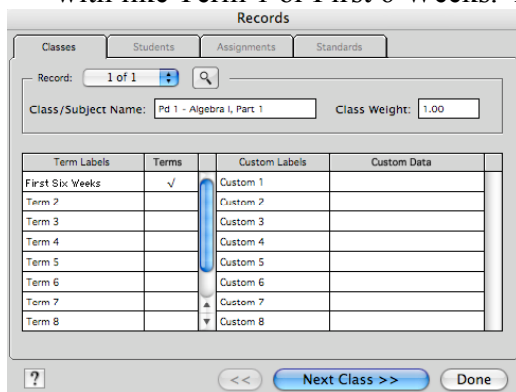 with like Term 1 or First 6 Weeks.
Records
Classes Students Assignments Standards
Record: 1 of 1
Class/Subject Name: Pd 1 - Algebra I, Part 1 Class Weight: 1.00
Term Labels Terms Custom Labels Custom Data
First Six Weeks √ Custom 1
Term 2 Custom 2
Term 3 Custom 3
Term 4 Custom 4
Term 5 Custom 5
Term 6 Custom 6
Term 7 Custom 7
Term 8 Custom 8
? << Next Class >> Done